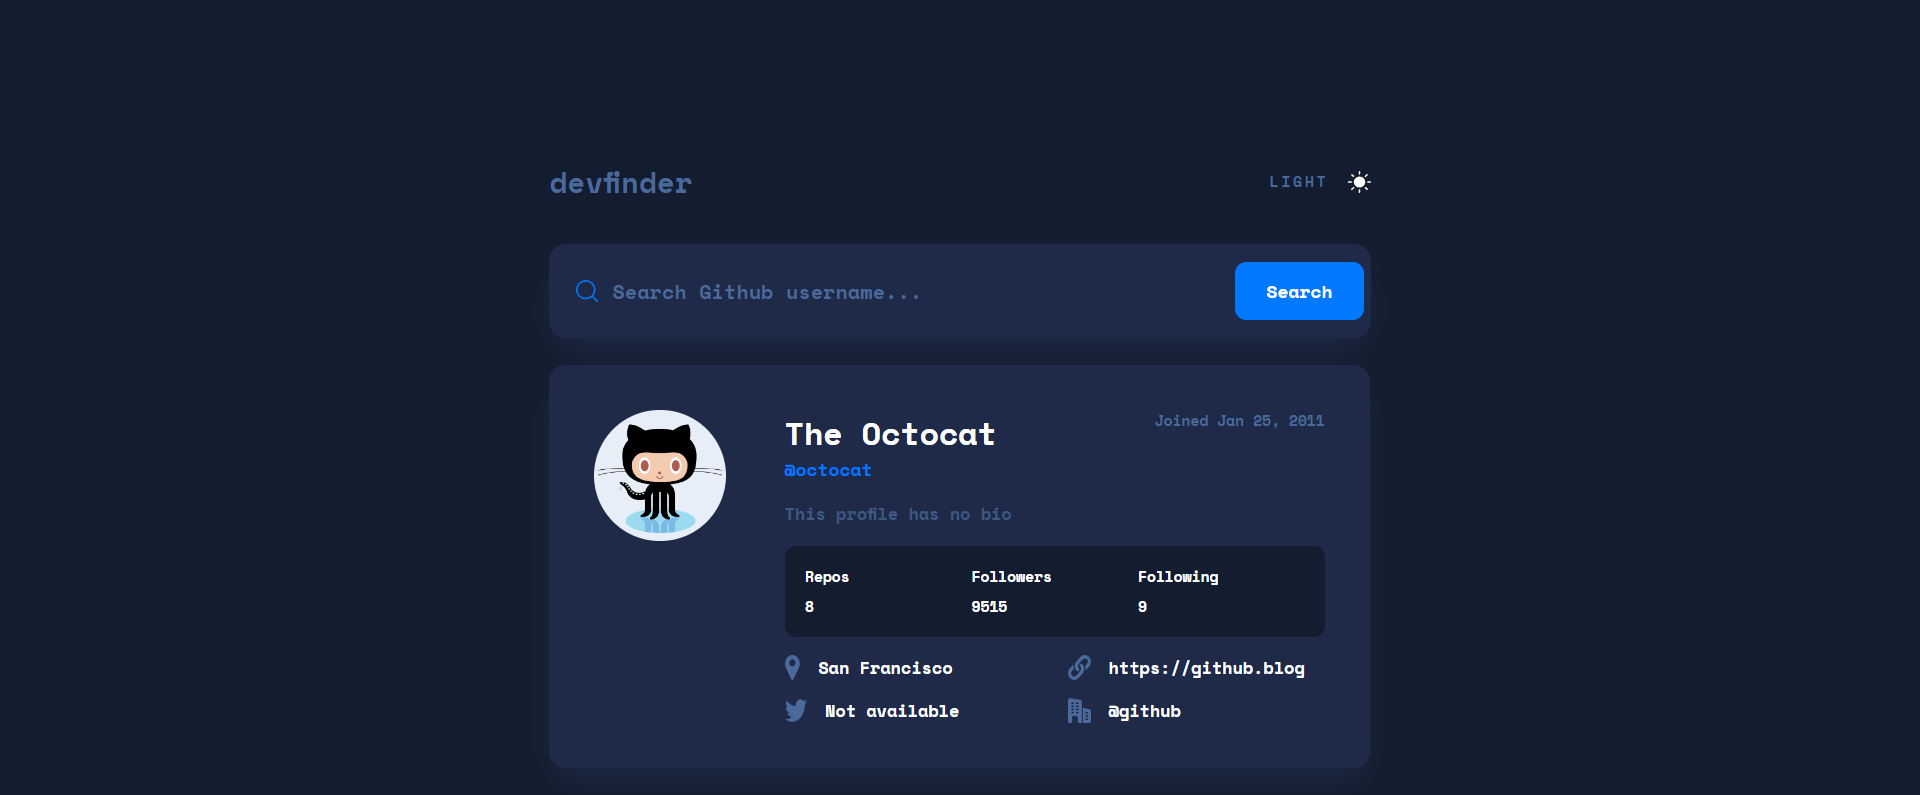 devfinder
LIGHT
Search Github username...
Search
The Octocat
Joined Jan 25, 2011
@octocat
This profile has no bio
Repos Followers Following
8 9515 9
San Francisco
https://github.blog
Not available
@github